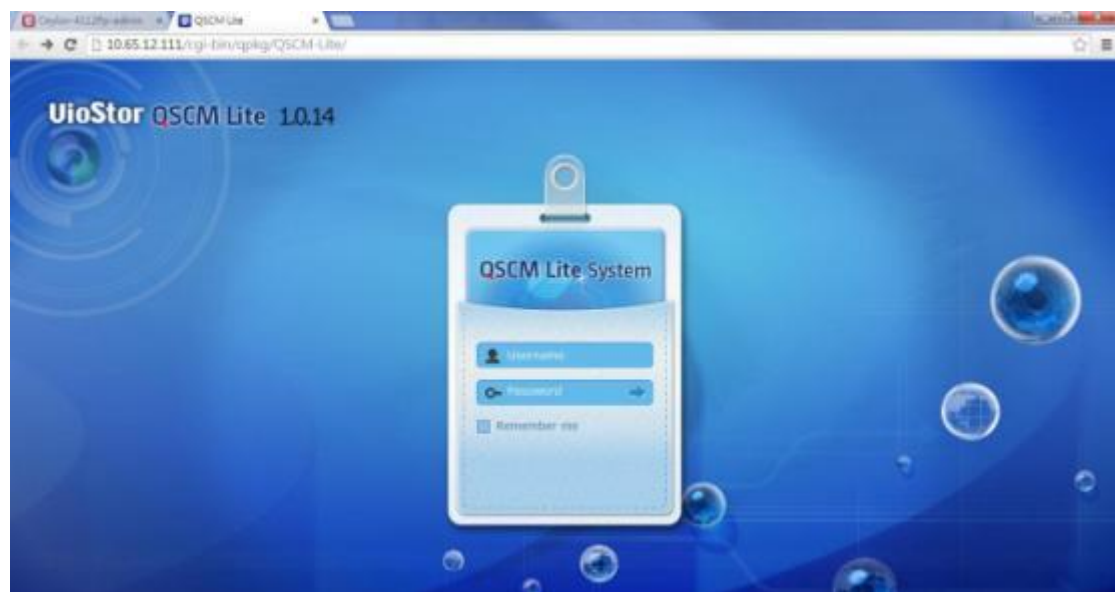 QSCM Lite
10.65.12.111/cgi-bin/qpkg/QSCM-Lite/
VioStor QSCM Lite 1.0.14
QSCM Lite System
Username
Password
Remember me